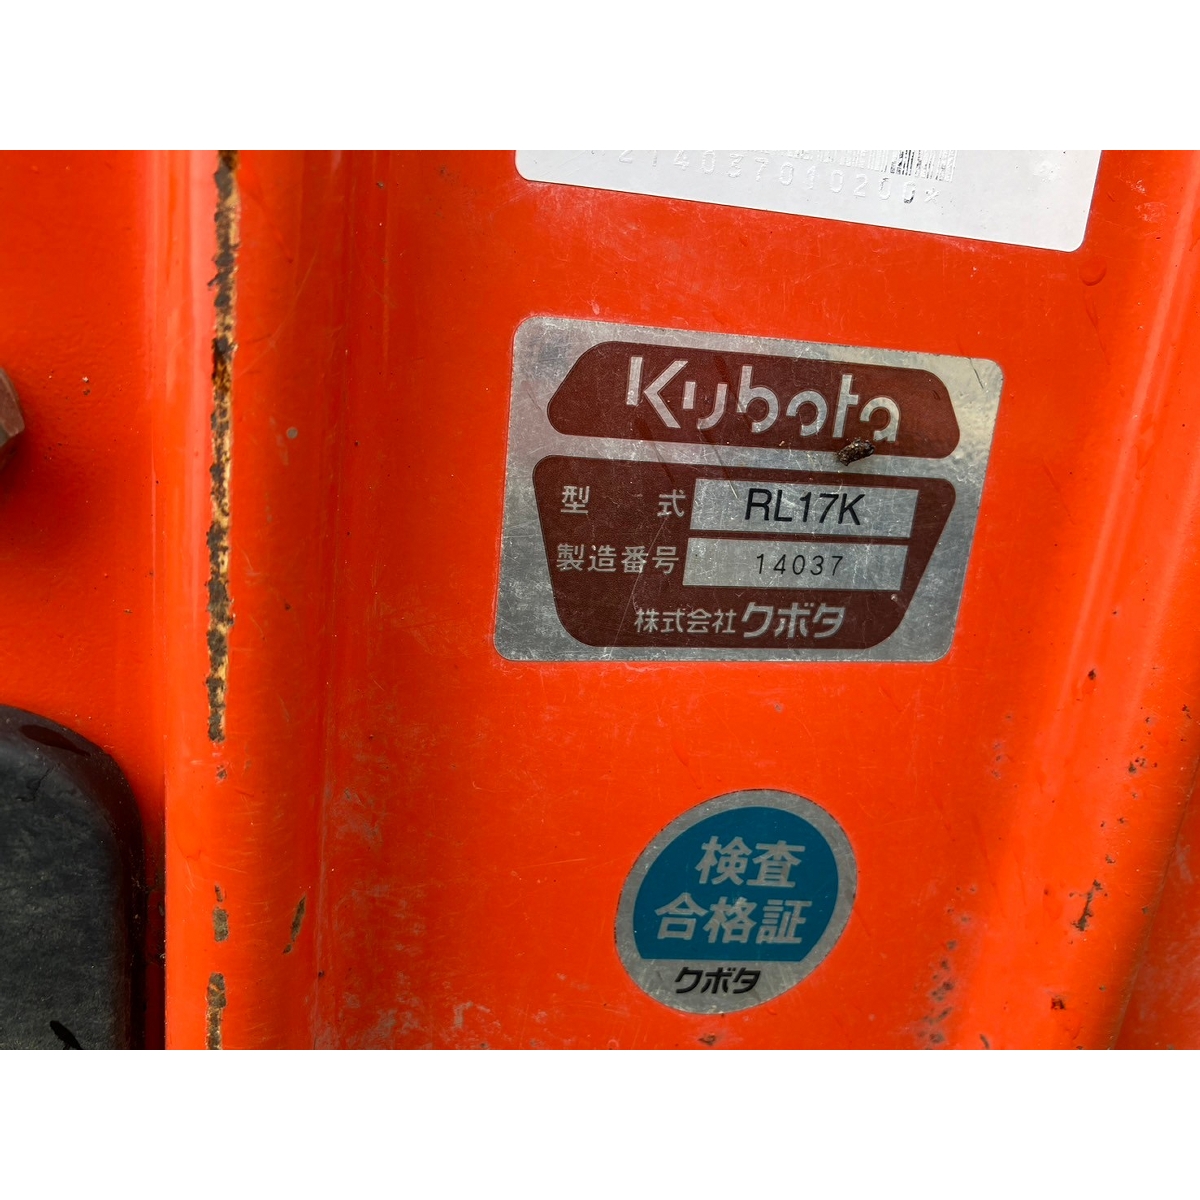 214037010206*
Kubota
型式 RL17K
製造番号 14037
株式会社クボタ
検査
合格証
クボタ